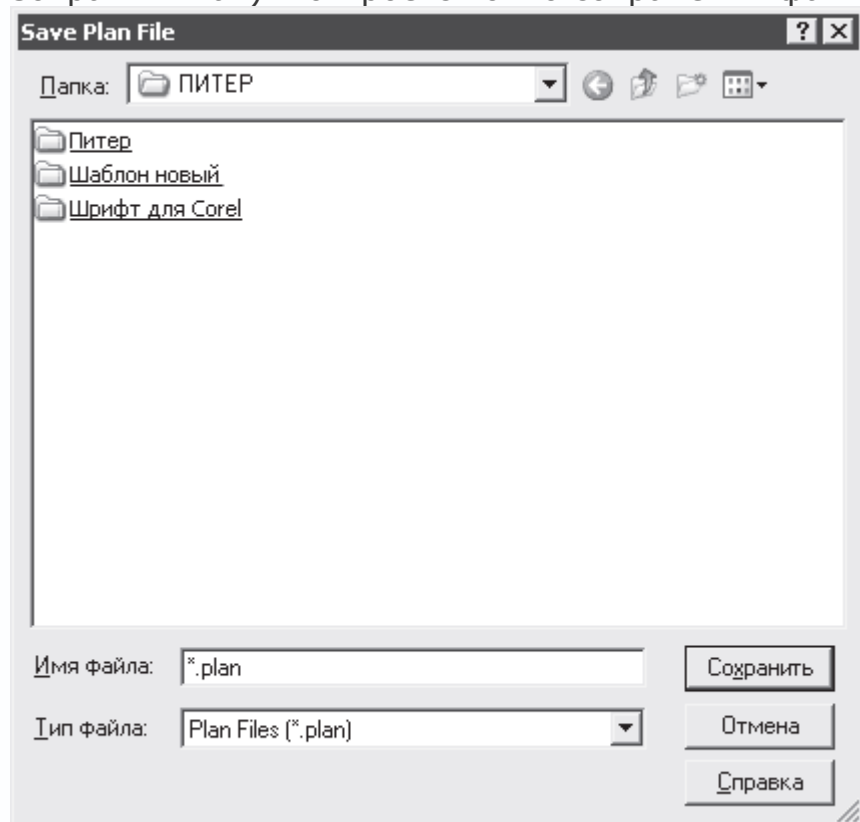 Save Plan File
Папка: ПИТЕР
Питер
Шаблон новый
Шрифт для Corel
Имя файла: *.plan Сохранить
Тип файла: Plan Files (*.plan) Отмена
Справка